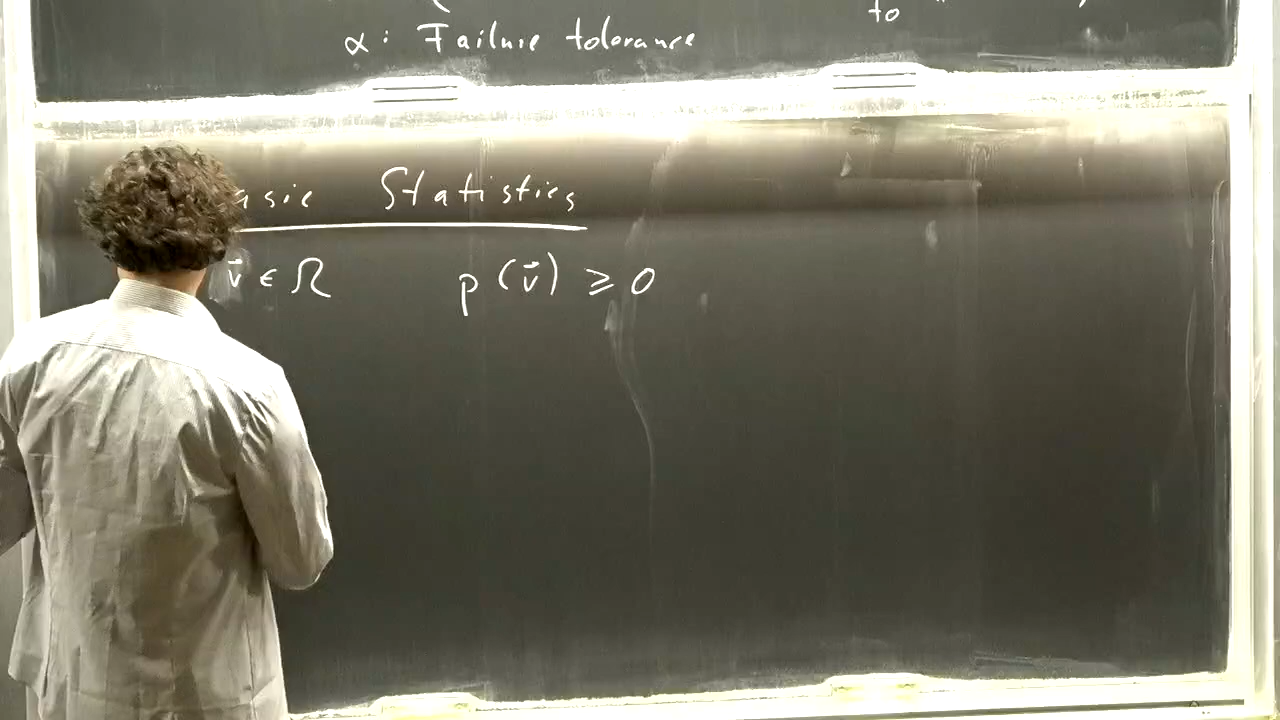 to
α: Failure tolerance
asic Statistics
v⃗ ∈ Ω p(v⃗) ≥ 0